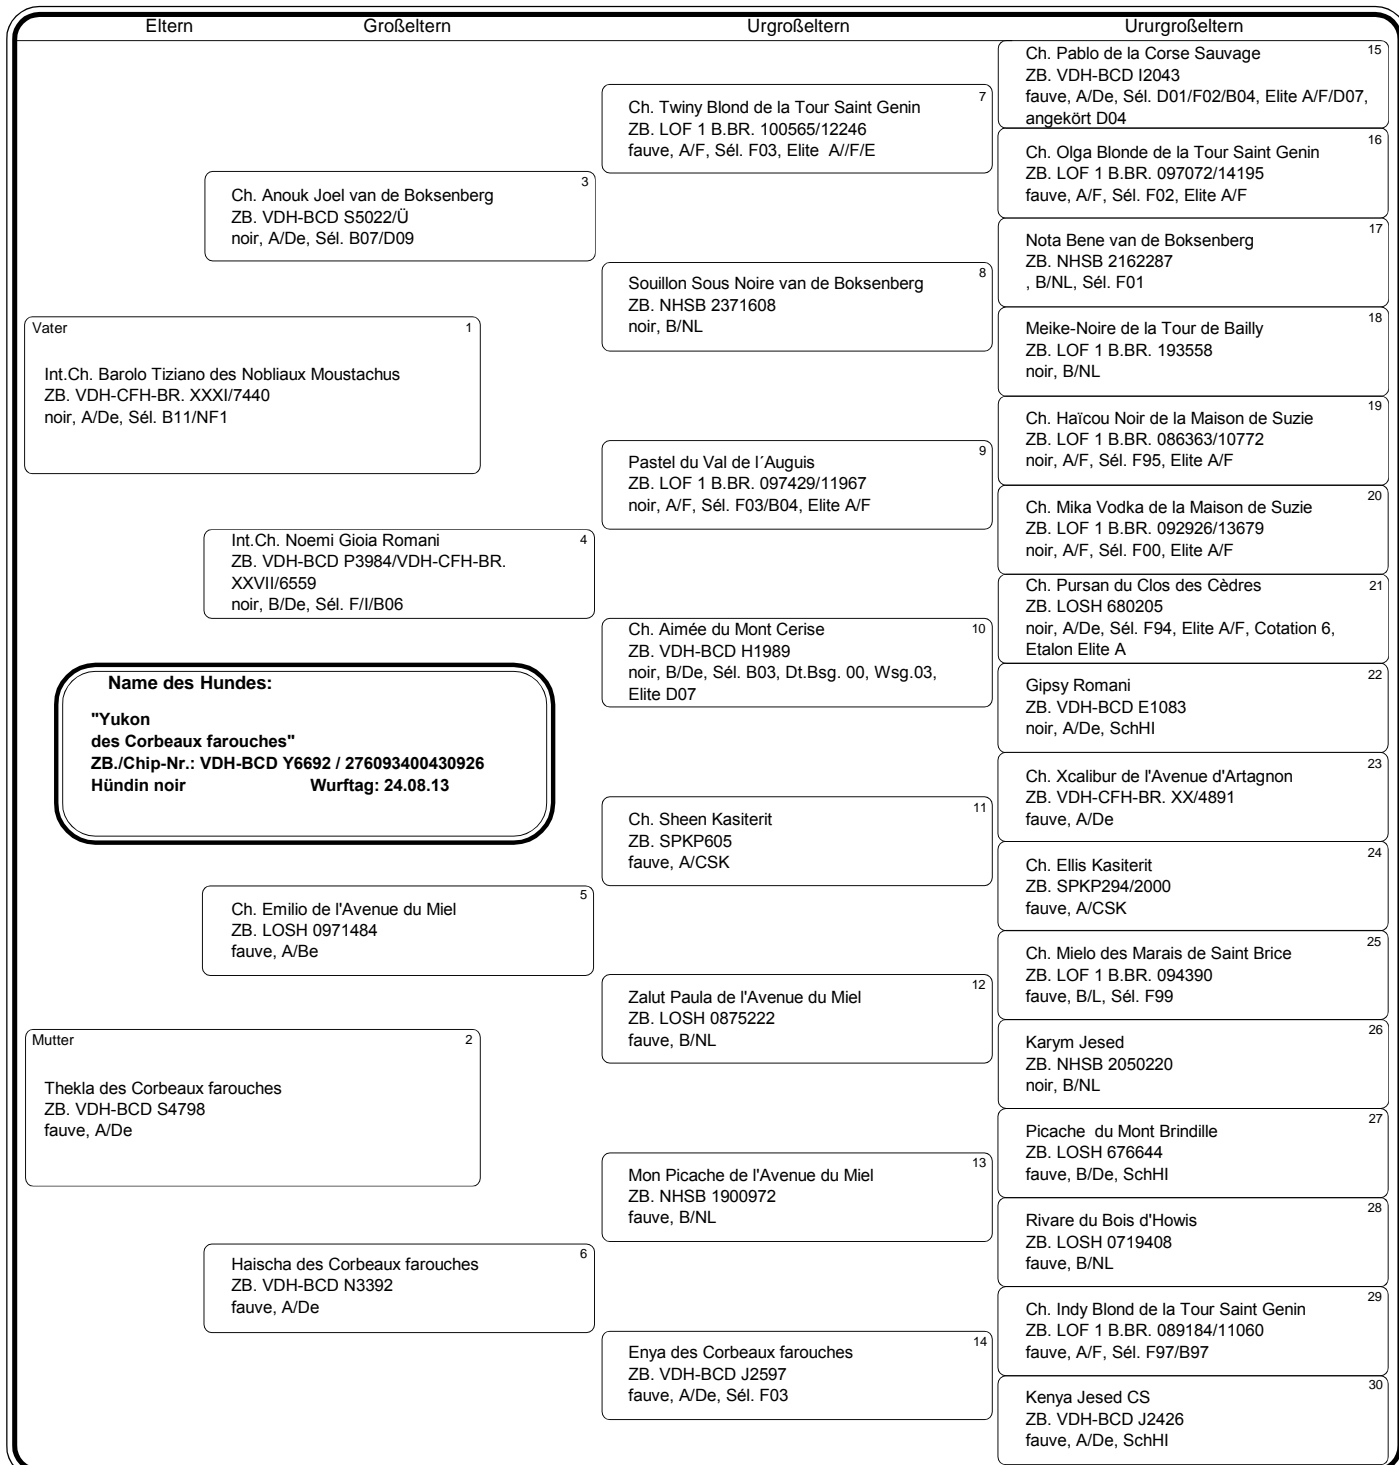 Eltern Großeltern Urgroßeltern Ururgroßeltern
Vater 1
Int.Ch. Barolo Tiziano des Nobliaux Moustachus
ZB. VDH-CFH-BR. XXXI/7440
noir, A/De, Sél. B11/NF1
Mutter 2
Thekla des Corbeaux farouches
ZB. VDH-BCD S4798
fauve, A/De
Name des Hundes:
"Yukon
des Corbeaux farouches"
ZB./Chip-Nr.: VDH-BCD Y6692 / 276093400430926
Hündin noir Wurftag: 24.08.13
3
Ch. Anouk Joel van de Boksenberg
ZB. VDH-BCD S5022/Ü
noir, A/De, Sél. B07/D09
4
Int.Ch. Noemi Gioia Romani
ZB. VDH-BCD P3984/VDH-CFH-BR.
XXVII/6559
noir, B/De, Sél. F/I/B06
5
Ch. Emilio de l'Avenue du Miel
ZB. LOSH 0971484
fauve, A/Be
6
Haischa des Corbeaux farouches
ZB. VDH-BCD N3392
fauve, A/De
7
Ch. Twiny Blond de la Tour Saint Genin
ZB. LOF 1 B.BR. 100565/12246
fauve, A/F, Sél. F03, Elite A//F/E
8
Souillon Sous Noire van de Boksenberg
ZB. NHSB 2371608
noir, B/NL
9
Pastel du Val de l´Auguis
ZB. LOF 1 B.BR. 097429/11967
noir, A/F, Sél. F03/B04, Elite A/F
10
Ch. Aimée du Mont Cerise
ZB. VDH-BCD H1989
noir, B/De, Sél. B03, Dt.Bsg. 00, Wsg.03,
Elite D07
11
Ch. Sheen Kasiterit
ZB. SPKP605
fauve, A/CSK
12
Zalut Paula de l'Avenue du Miel
ZB. LOSH 0875222
fauve, B/NL
13
Mon Picache de l'Avenue du Miel
ZB. NHSB 1900972
fauve, B/NL
14
Enya des Corbeaux farouches
ZB. VDH-BCD J2597
fauve, A/De, Sél. F03
15
Ch. Pablo de la Corse Sauvage
ZB. VDH-BCD I2043
fauve, A/De, Sél. D01/F02/B04, Elite A/F/D07,
angekört D04
16
Ch. Olga Blonde de la Tour Saint Genin
ZB. LOF 1 B.BR. 097072/14195
fauve, A/F, Sél. F02, Elite A/F
17
Nota Bene van de Boksenberg
ZB. NHSB 2162287
, B/NL, Sél. F01
18
Meike-Noire de la Tour de Bailly
ZB. LOF 1 B.BR. 193558
noir, B/NL
19
Ch. Haïcou Noir de la Maison de Suzie
ZB. LOF 1 B.BR. 086363/10772
noir, A/F, Sél. F95, Elite A/F
20
Ch. Mika Vodka de la Maison de Suzie
ZB. LOF 1 B.BR. 092926/13679
noir, A/F, Sél. F00, Elite A/F
21
Ch. Pursan du Clos des Cèdres
ZB. LOSH 680205
noir, A/De, Sél. F94, Elite A/F, Cotation 6,
Etalon Elite A
22
Gipsy Romani
ZB. VDH-BCD E1083
noir, A/De, SchHI
23
Ch. Xcalibur de l'Avenue d'Artagnon
ZB. VDH-CFH-BR. XX/4891
fauve, A/De
24
Ch. Ellis Kasiterit
ZB. SPKP294/2000
fauve, A/CSK
25
Ch. Mielo des Marais de Saint Brice
ZB. LOF 1 B.BR. 094390
fauve, B/L, Sél. F99
26
Karym Jesed
ZB. NHSB 2050220
noir, B/NL
27
Picache du Mont Brindille
ZB. LOSH 676644
fauve, B/De, SchHI
28
Rivare du Bois d'Howis
ZB. LOSH 0719408
fauve, B/NL
29
Ch. Indy Blond de la Tour Saint Genin
ZB. LOF 1 B.BR. 089184/11060
fauve, A/F, Sél. F97/B97
30
Kenya Jesed CS
ZB. VDH-BCD J2426
fauve, A/De, SchHI